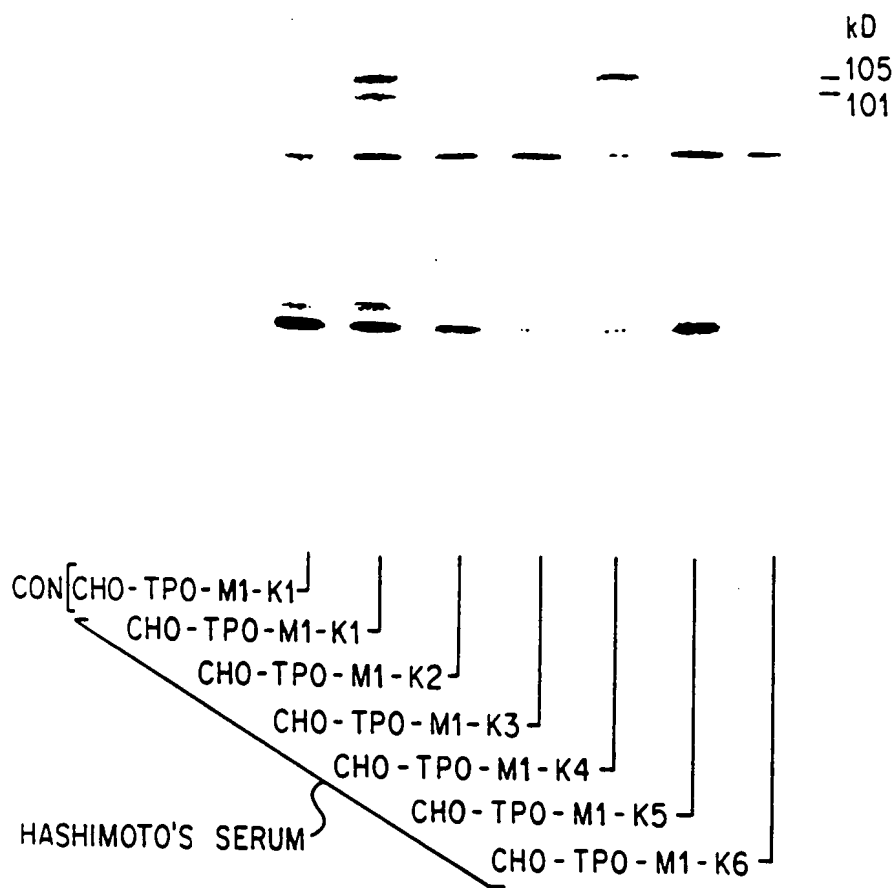 kD
105
101
CON[CHO-TPO-M1-K1
CHO-TPO-M1-K1
CHO-TPO-M1-K2
CHO-TPO-M1-K3
CHO-TPO-M1-K4
CHO-TPO-M1-K5
HASHIMOTO'S SERUM
CHO-TPO-M1-K6